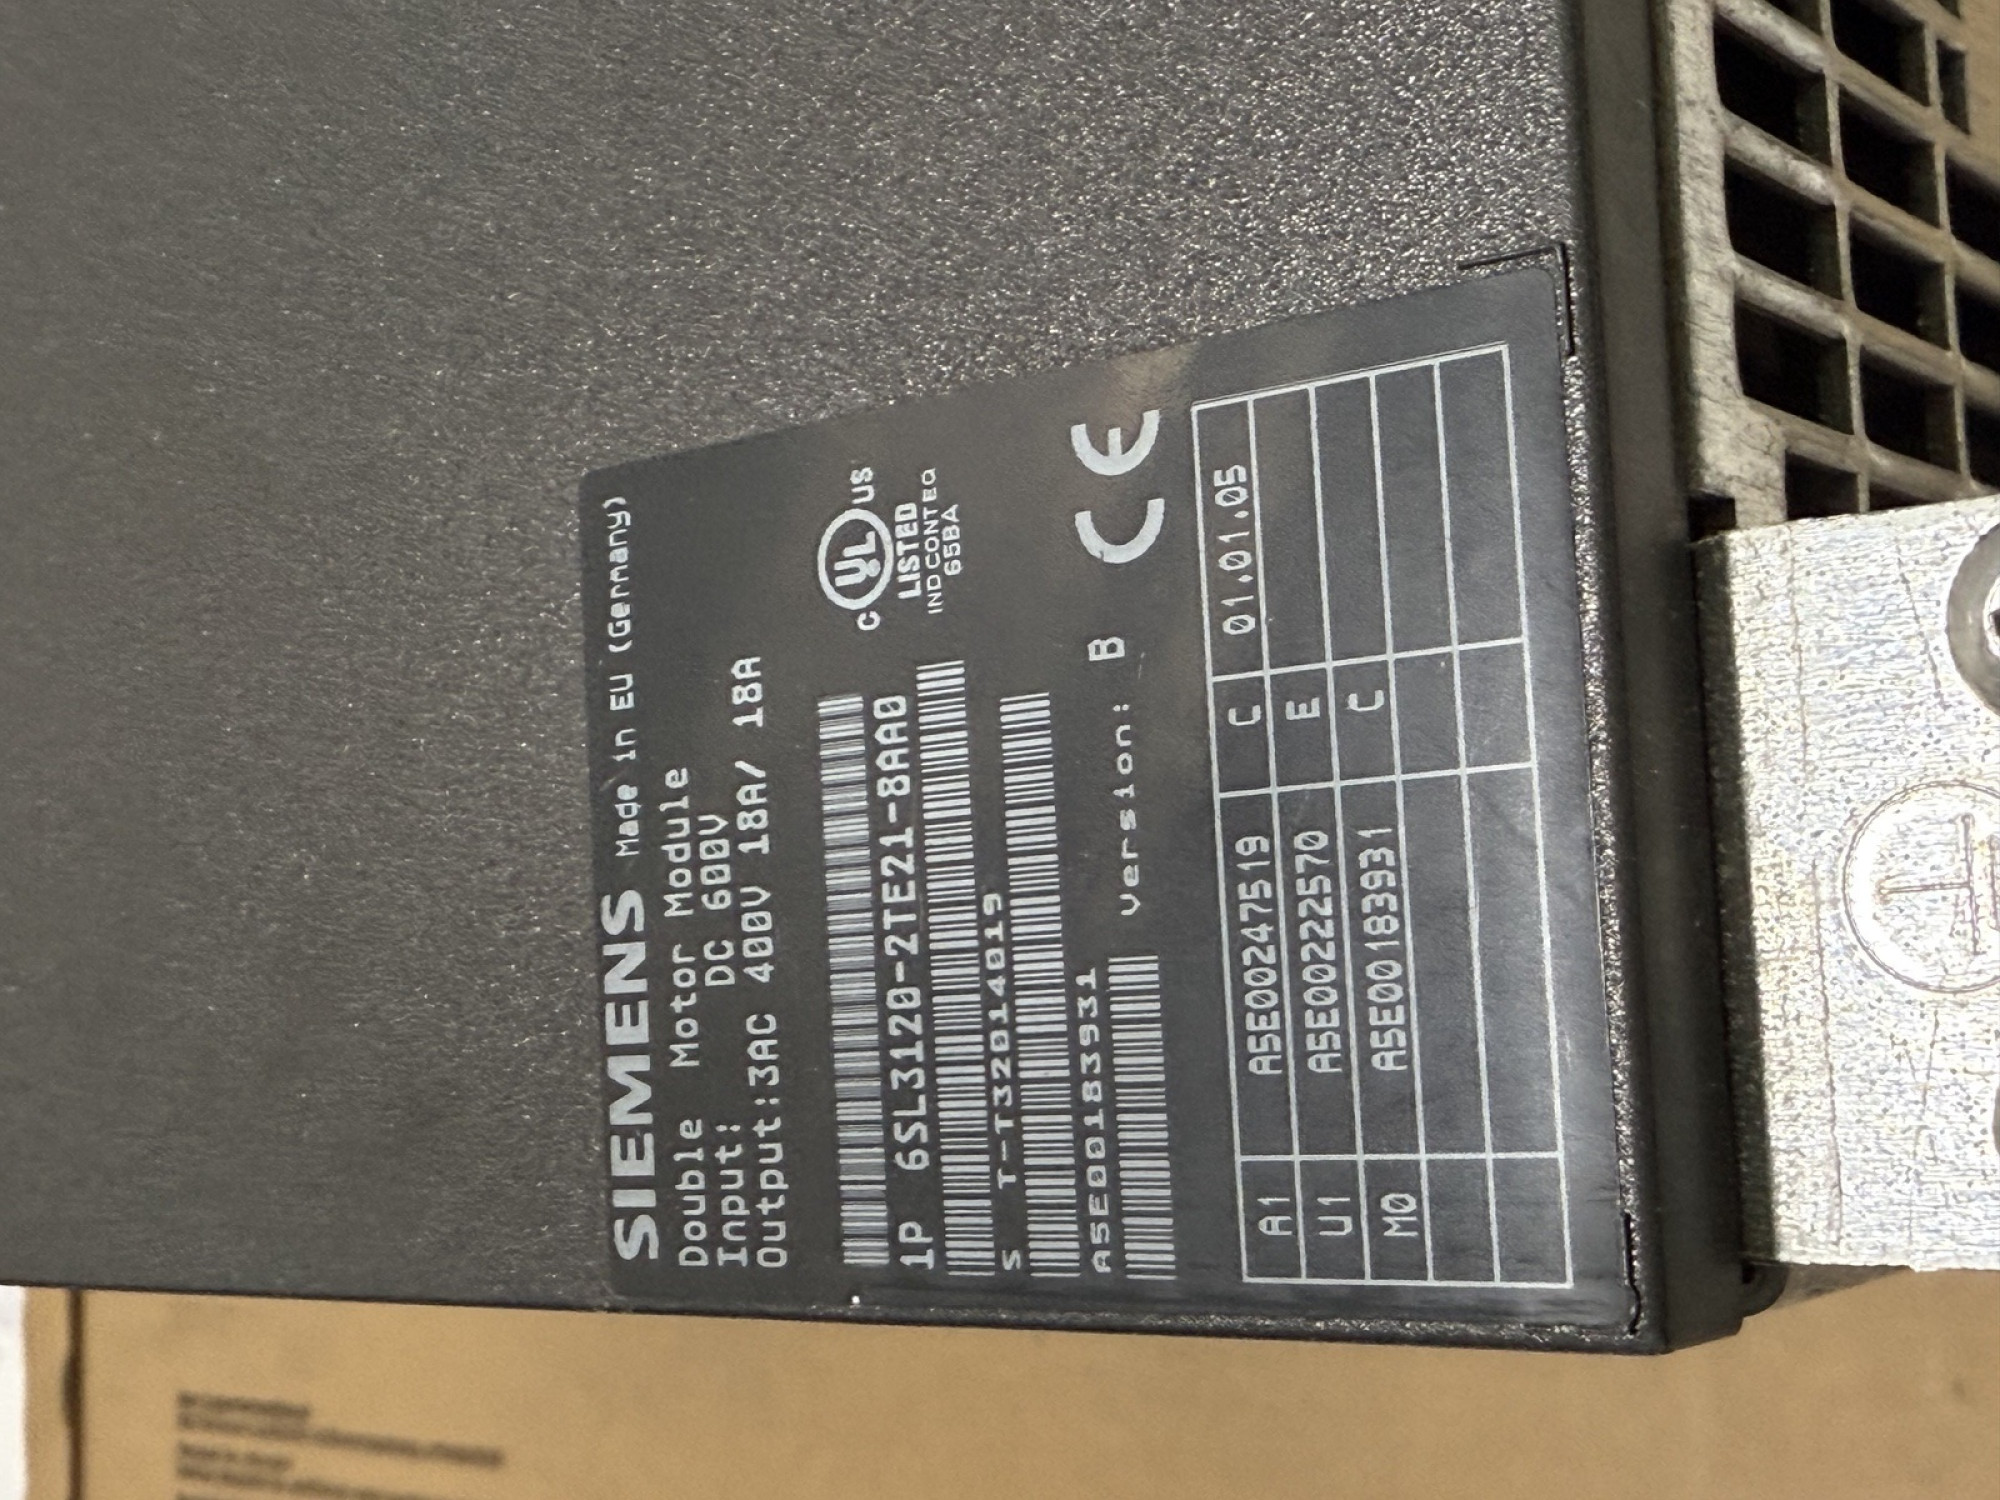 SIEMENS Made in EU (Germany)
Double Motor Module
Input: DC 600V
Output:3AC 400V 18A/ 18A
C UL US
LISTED
IND CONT EQ
65BA
1P 6SL3120-2TE21-8AA0
S T-T32014019
A5E00183931
Version: B
CE
A1 A5E00247519 C 01.01.05
U1 A5E00222570 E
M0 A5E00183931 C